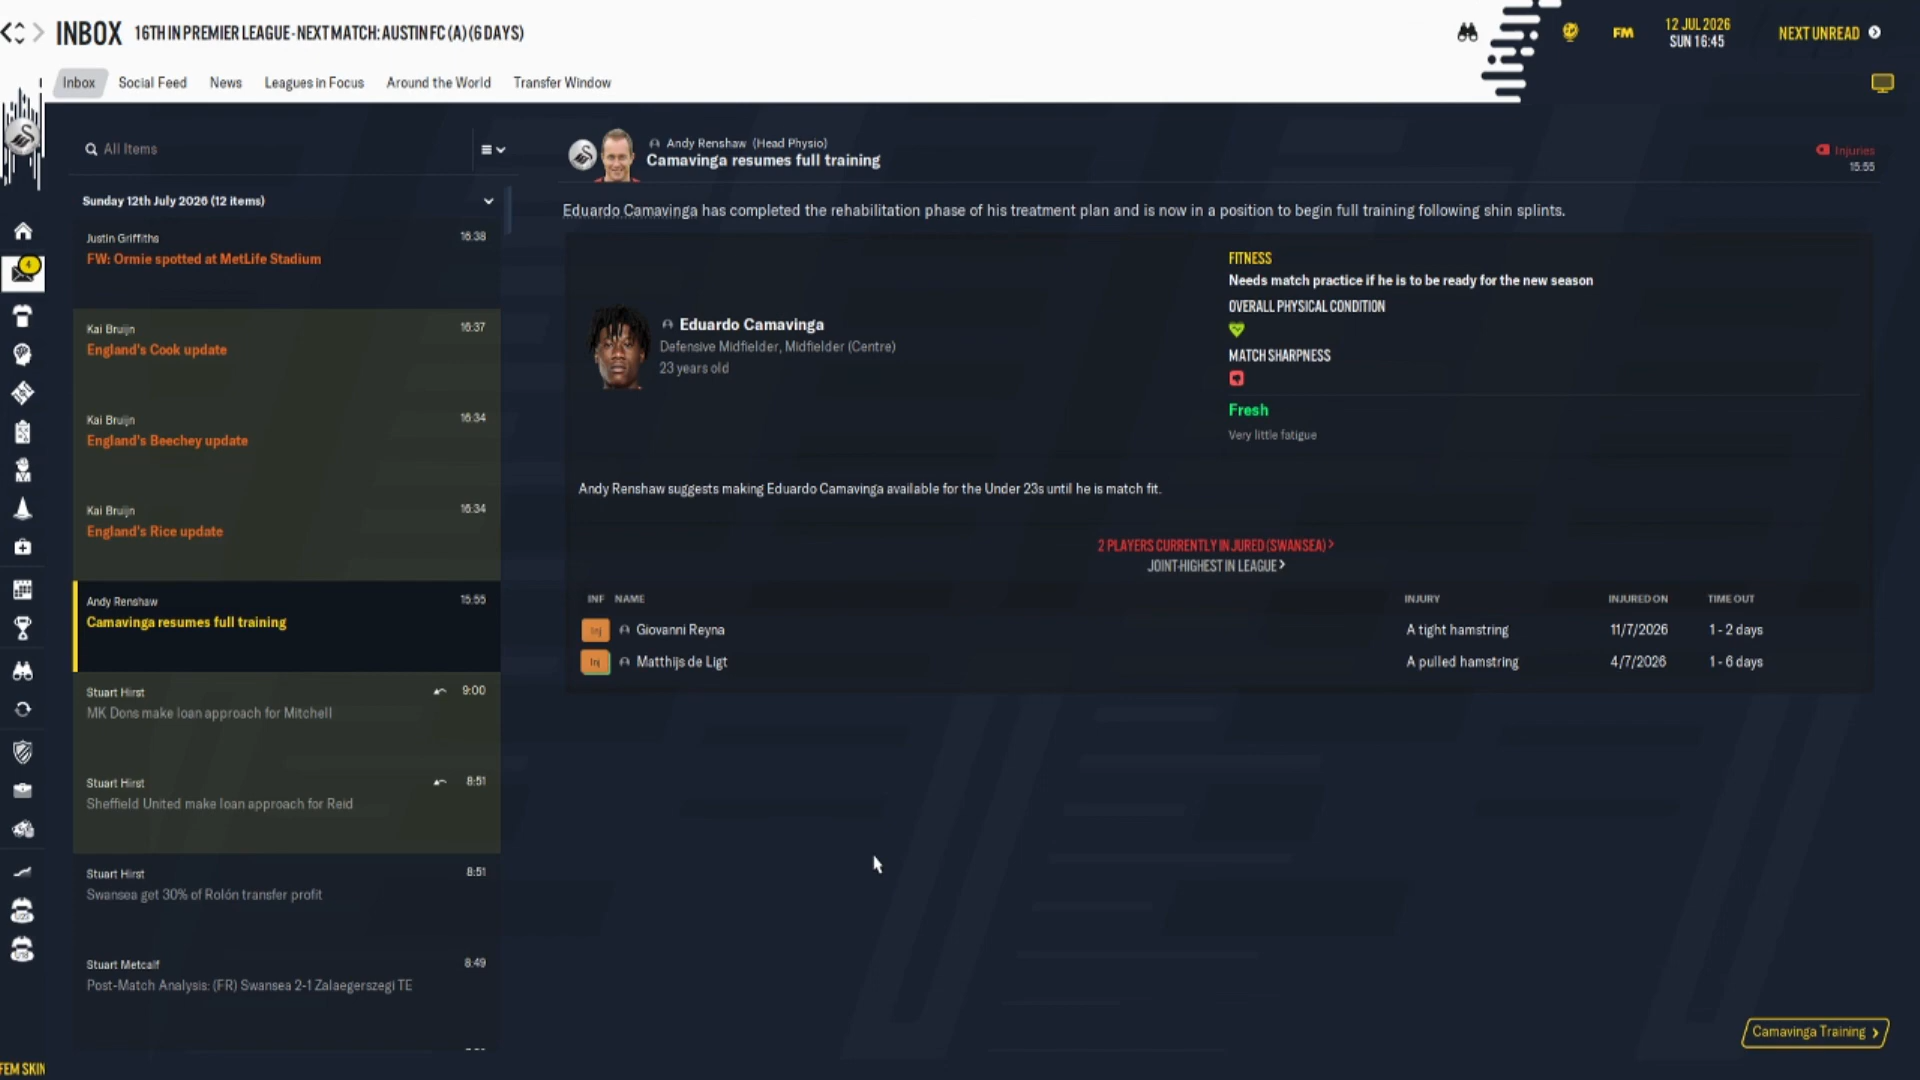 INBOX 16TH IN PREMIER LEAGUE - NEXT MATCH: AUSTIN FC (A) (6 DAYS)
FM
12 JUL 2026
SUN 16:45
NEXT UNREAD
Inbox Social Feed News Leagues in Focus Around the World Transfer Window
All Items
Sunday 12th July 2026 (12 items)
Justin Griffiths 16:38
FW: Ormie spotted at MetLife Stadium
Kai Bruijn 16:37
England's Cook update
Kai Bruijn 16:34
England's Beechey update
Kai Bruijn 16:34
England's Rice update
Andy Renshaw 15:55
Camavinga resumes full training
Stuart Hirst 9:00
MK Dons make loan approach for Mitchell
Stuart Hirst 8:51
Sheffield United make loan approach for Reid
Stuart Hirst 8:51
Swansea get 30% of Rolón transfer profit
Stuart Metcalf 8:49
Post-Match Analysis: (FR) Swansea 2-1 Zalaegerszegi TE
4
FEM SKIN
Andy Renshaw (Head Physio)
Camavinga resumes full training
Injuries
15:55
Eduardo Camavinga has completed the rehabilitation phase of his treatment plan and is now in a position to begin full training following shin splints.
Eduardo Camavinga
Defensive Midfielder, Midfielder (Centre)
23 years old
FITNESS
Needs match practice if he is to be ready for the new season
OVERALL PHYSICAL CONDITION
MATCH SHARPNESS
Fresh
Very little fatigue
Andy Renshaw suggests making Eduardo Camavinga available for the Under 23s until he is match fit.
2 PLAYERS CURRENTLY INJURED (SWANSEA) >
JOINT-HIGHEST IN LEAGUE >
INF NAME INJURY INJURED ON TIME OUT
Inj Giovanni Reyna A tight hamstring 11/7/2026 1 - 2 days
Inj Matthijs de Ligt A pulled hamstring 4/7/2026 1 - 6 days
Camavinga Training >